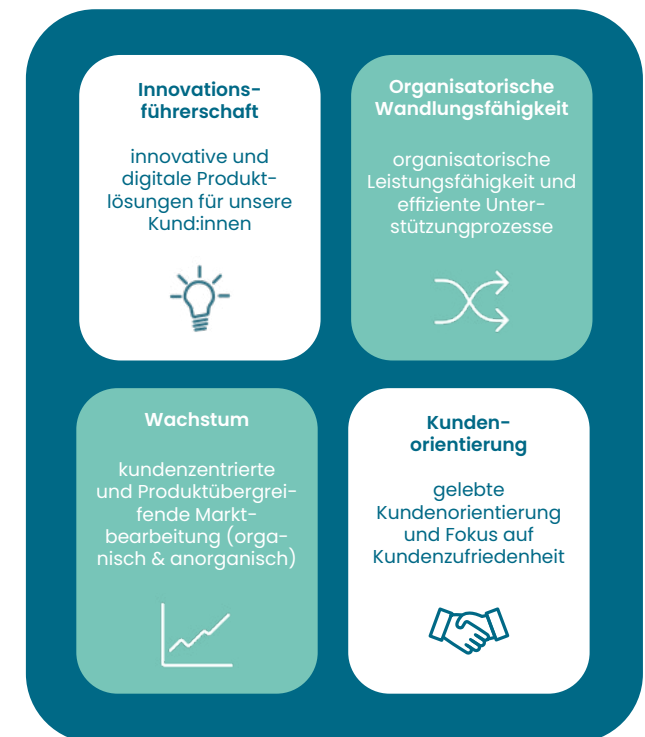 Innovations-
führerschaft
innovative und
digitale Produkt-
lösungen für unsere
Kund:innen
Organisatorische
Wandlungsfähigkeit
organisatorische
Leistungsfähigkeit und
effiziente Unter-
stützungprozesse
Wachstum
kundenzentrierte
und Produktübergrei-
fende Markt-
bearbeitung (orga-
nisch & anorganisch)
Kunden-
orientierung
gelebte
Kundenorientierung
und Fokus auf
Kundenzufriedenheit